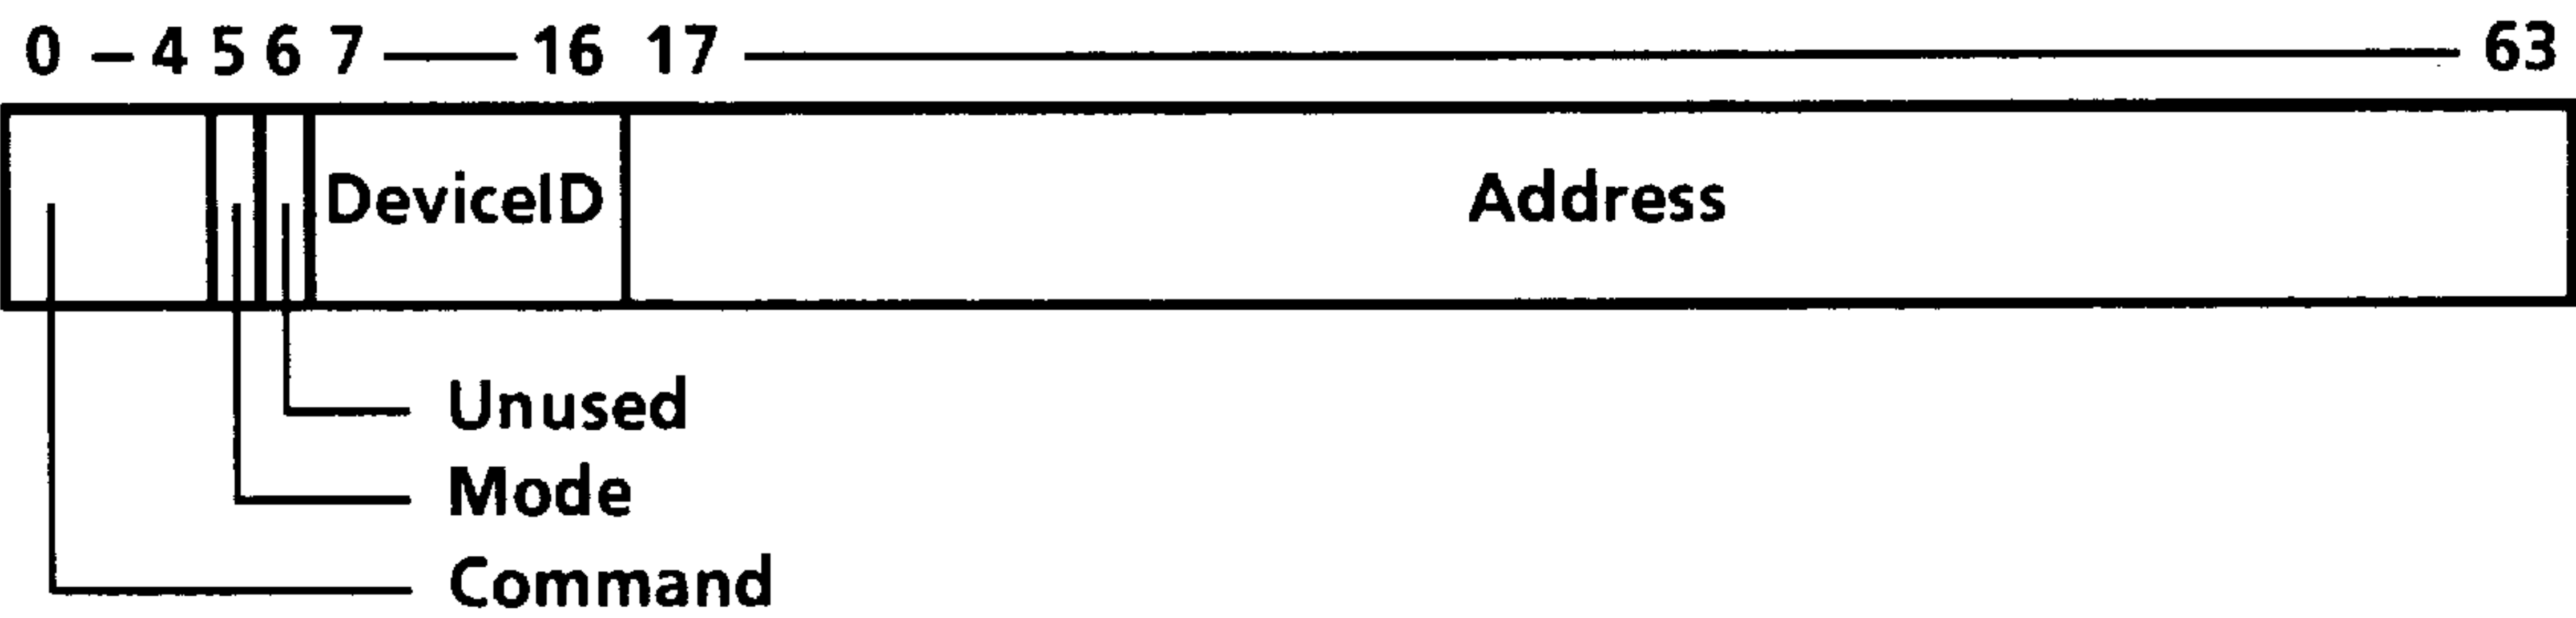 0 – 4 5 6 7 — 16 17 — 63
DeviceID Address
Unused
Mode
Command